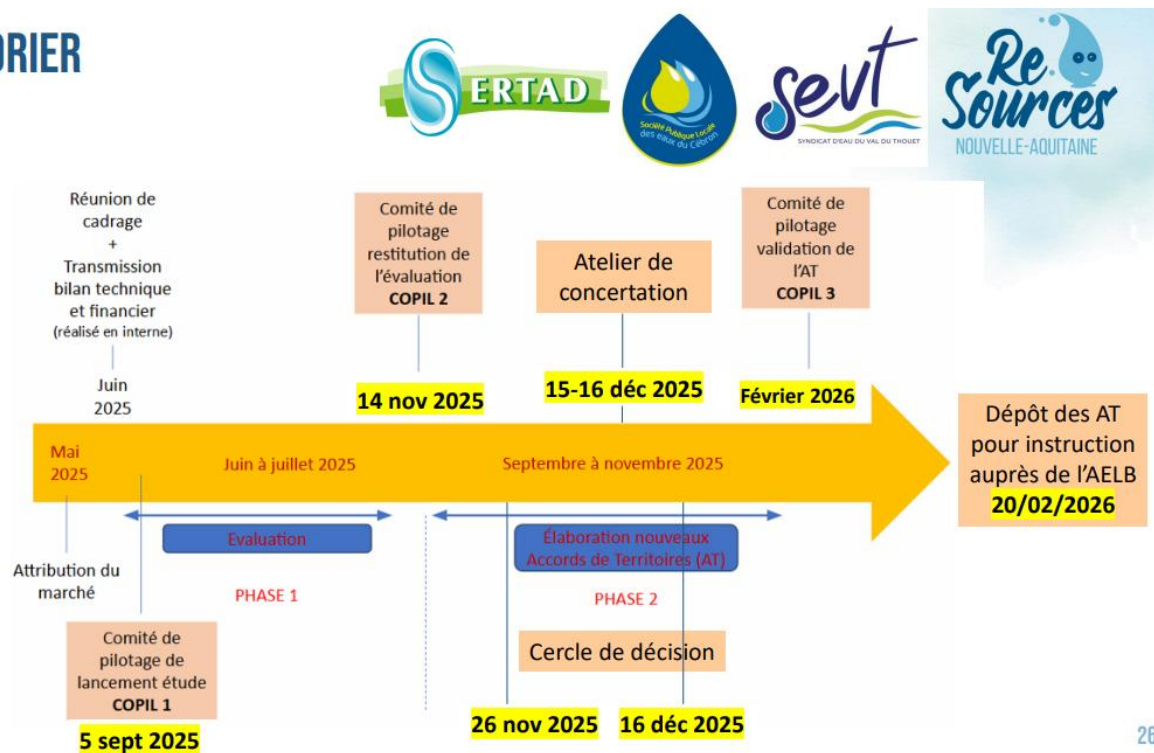 DRIER
SERTAD
Société Publique Locale
des eaux du Cébron
sevt
SYNDICAT D'EAU DU VAL DU THOUET
Re
Sources
NOUVELLE-AQUITAINE
Réunion de
cadrage
+
Transmission
bilan technique
et financier
(réalisé en interne)
Juin
2025
Comité de
pilotage
restitution de
l'évaluation
COPIL 2
14 nov 2025
Atelier de
concertation
15-16 déc 2025
Comité de
pilotage
validation de
l'AT
COPIL 3
Février 2026
Mai
2025
Juin à juillet 2025
Septembre à novembre 2025
Dépôt des AT
pour instruction
auprès de l'AELB
20/02/2026
Attribution du
marché
Evaluation
PHASE 1
Élaboration nouveaux
Accords de Territoires (AT)
PHASE 2
Comité de
pilotage de
lancement étude
COPIL 1
5 sept 2025
Cercle de décision
26 nov 2025
16 déc 2025
26